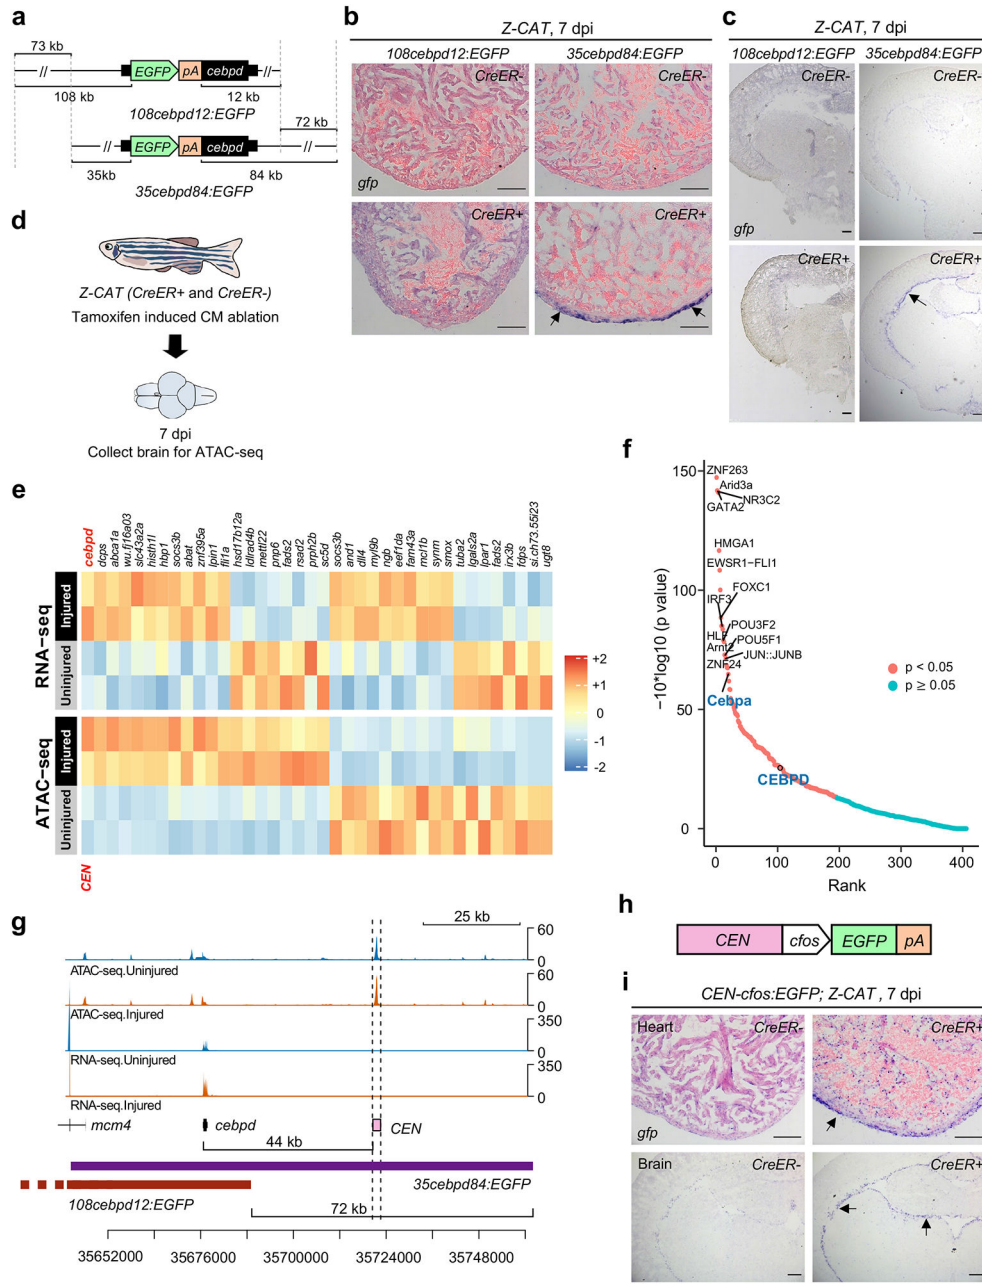 a
73 kb
//
EGFP
pA
cebpd
//
108 kb
12 kb
108cebpd12:EGFP
72 kb
//
EGFP
pA
cebpd
//
35kb
84 kb
35cebpd84:EGFP
b
Z-CAT, 7 dpi
108cebpd12:EGFP
35cebpd84:EGFP
CreER-
CreER-
gfp
CreER+
CreER+
c
Z-CAT, 7 dpi
108cebpd12:EGFP
35cebpd84:EGFP
CreER-
CreER-
gfp
CreER+
CreER+
d
Z-CAT (CreER+ and CreER-)
Tamoxifen induced CM ablation
7 dpi
Collect brain for ATAC-seq
e
cebpd
dcps
abca1a
wu.fj16a03
slc43a2a
histh1l
hbp1
socs3b
abat
znf395a
lpin1
fli1a
hsd17b12a
ldlrad4b
mettl22
pnp6
fads2
rsad2
prph2b
sc5d
socs3b
and1
dll4
myl9b
ngb
eef1da
fam43a
mcl1b
synm
smox
tuba2
lgals2a
lpar1
fads2
irx3b
fdps
si.ch73.55i23
ugt8
RNA−seq
Injured
Uninjured
ATAC−seq
Injured
Uninjured
CEN
+2
+1
0
-1
-2
f
−10*log10 (p value)
150
100
50
0
ZNF263
Arid3a
NR3C2
GATA2
HMGA1
EWSR1−FLI1
FOXC1
IRF3
POU3F2
HLF
POU5F1
Arnt2
JUN::JUNB
ZNF24
Cebpa
CEBPD
p < 0.05
p ≥ 0.05
0
100
200
300
400
Rank
g
25 kb
60
0
ATAC-seq.Uninjured
60
0
ATAC-seq.Injured
350
0
RNA-seq.Uninjured
350
0
RNA-seq.Injured
mcm4
cebpd
CEN
44 kb
35cebpd84:EGFP
108cebpd12:EGFP
72 kb
35652000
35676000
35700000
35724000
35748000
h
CEN
cfos
EGFP
pA
i
CEN-cfos:EGFP; Z-CAT , 7 dpi
Heart
CreER-
CreER+
gfp
Brain
CreER-
CreER+